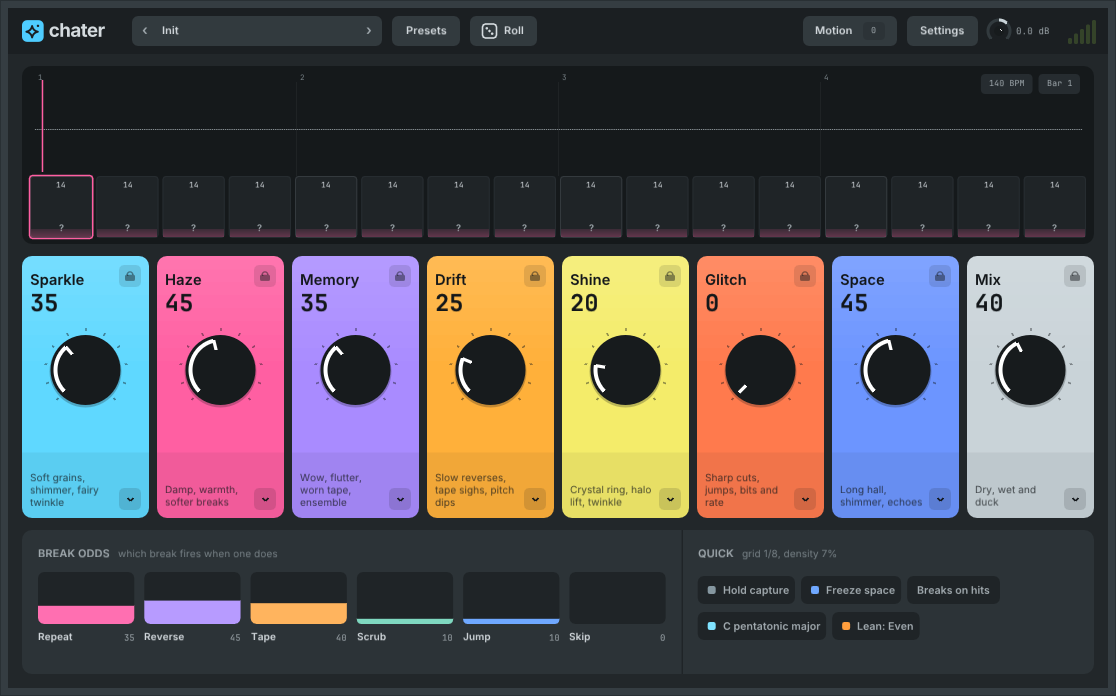 chater
Init
Presets
Roll
Motion 0
Settings
0.0 dB
1 2 3 4
140 BPM Bar 1
14 14 14 14 14 14 14 14 14 14 14 14 14 14 14 14
? ? ? ? ? ? ? ? ? ? ? ? ? ? ? ?
Sparkle
35
Soft grains,
shimmer, fairy
twinkle
Haze
45
Damp, warmth,
softer breaks
Memory
35
Wow, flutter,
worn tape,
ensemble
Drift
25
Slow reverses,
tape sighs, pitch
dips
Shine
20
Crystal ring, halo
lift, twinkle
Glitch
0
Sharp cuts,
jumps, bits and
rate
Space
45
Long hall,
shimmer, echoes
Mix
40
Dry, wet and
duck
BREAK ODDS which break fires when one does
Repeat 35
Reverse 45
Tape 40
Scrub 10
Jump 10
Skip 0
QUICK grid 1/8, density 7%
Hold capture
Freeze space
Breaks on hits
C pentatonic major
Lean: Even